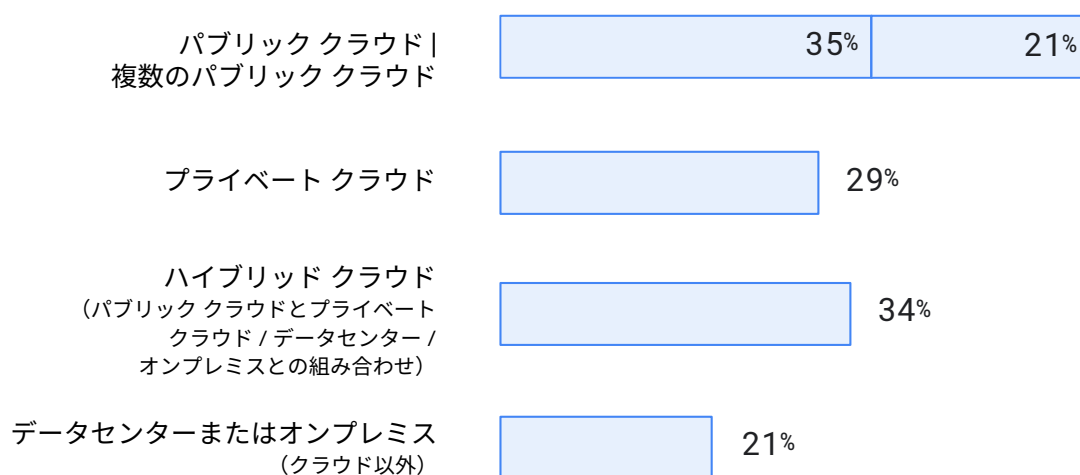 パブリック クラウド |
複数のパブリック クラウド
35%
21%
プライベート クラウド
29%
ハイブリッド クラウド
（パブリック クラウドとプライベート
クラウド / データセンター /
オンプレミスとの組み合わせ）
34%
データセンターまたはオンプレミス
（クラウド以外）
21%